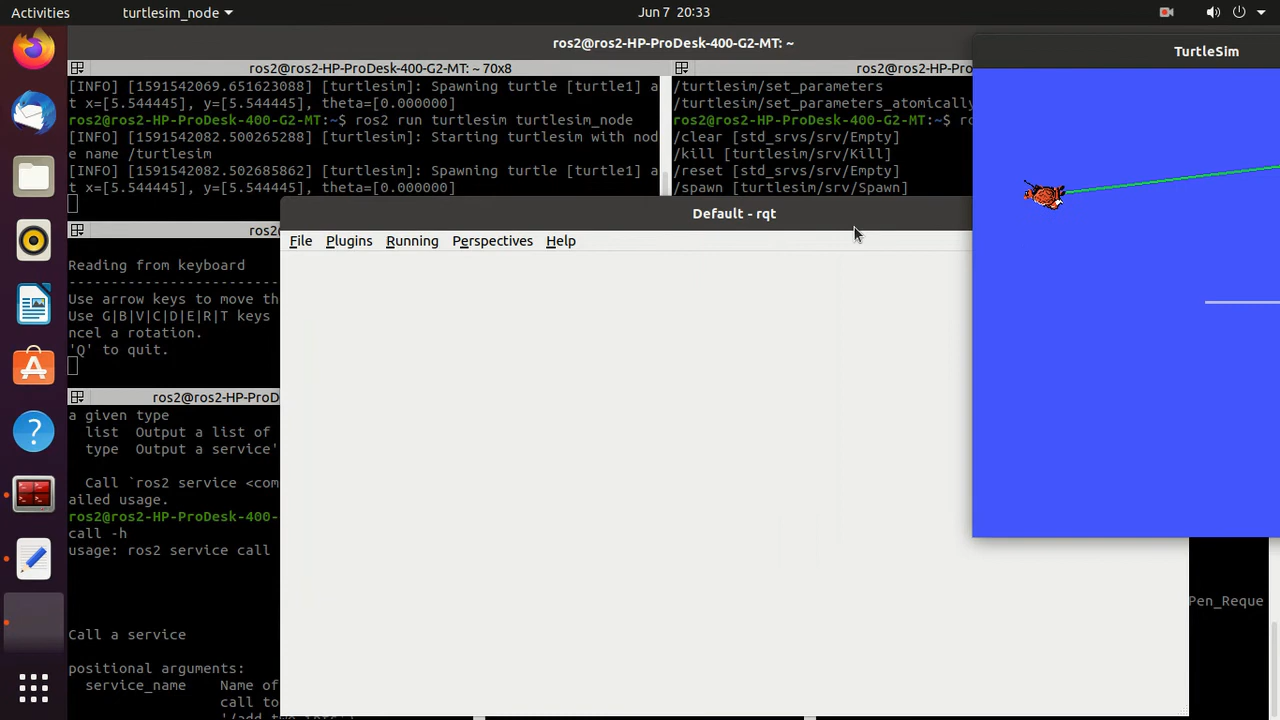 Activities
turtlesim_node
Jun 7 20:33
ros2@ros2-HP-ProDesk-400-G2-MT: ~
ros2@ros2-HP-ProDesk-400-G2-MT: ~ 70x8
[INFO] [1591542069.651623088] [turtlesim]: Spawning turtle [turtle1] a
t x=[5.544445], y=[5.544445], theta=[0.000000]
ros2@ros2-HP-ProDesk-400-G2-MT:~$ ros2 run turtlesim turtlesim_node
[INFO] [1591542082.500265288] [turtlesim]: Starting turtlesim with nod
e name /turtlesim
[INFO] [1591542082.502685862] [turtlesim]: Spawning turtle [turtle1] a
t x=[5.544445], y=[5.544445], theta=[0.000000]
ros2@ros2-HP-Pro
/turtlesim/set_parameters
/turtlesim/set_parameters_atomically
ros2@ros2-HP-ProDesk-400-G2-MT:~$ ro
/clear [std_srvs/srv/Empty]
/kill [turtlesim/srv/Kill]
/reset [std_srvs/srv/Empty]
/spawn [turtlesim/srv/Spawn]
TurtleSim
ros2
Reading from keyboard
---------------------------
Use arrow keys to move th
Use G|B|V|C|D|E|R|T keys
ncel a rotation.
'Q' to quit.
Default - rqt
File Plugins Running Perspectives Help
ros2@ros2-HP-ProD
a given type
list Output a list of
type Output a service'
Call `ros2 service <com
ailed usage.
ros2@ros2-HP-ProDesk-400-
call -h
usage: ros2 service call
Call a service
positional arguments:
service_name Name of
call to
Pen_Reque